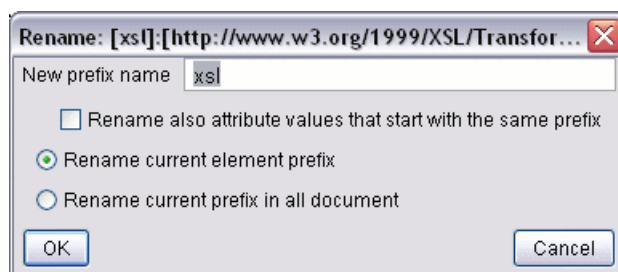 Rename: [xsl]:[http://www.w3.org/1999/XSL/Transfor...
New prefix name xsl
Rename also attribute values that start with the same prefix
Rename current element prefix
Rename current prefix in all document
OK Cancel